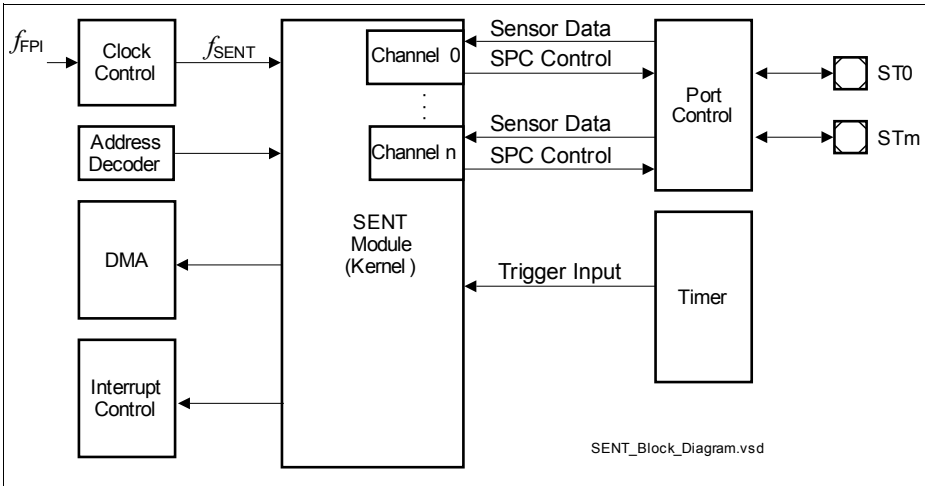 fFPI
Clock
Control
fSENT
Address
Decoder
DMA
Interrupt
Control
SENT
Module
(Kernel )
Channel 0
Channel n
Sensor Data
SPC Control
Sensor Data
SPC Control
Trigger Input
Port
Control
Timer
ST0
STm
SENT_Block_Diagram.vsd